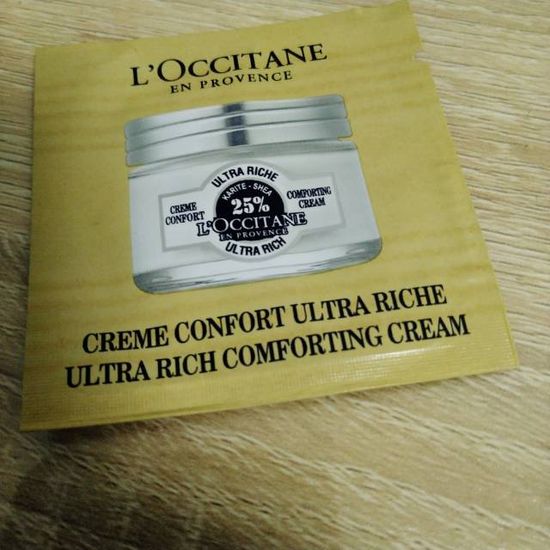 L'OCCITANE
EN PROVENCE
ULTRA RICHE
KARITE - SHEA
CREME
CONFORT
25%
COMFORTING
CREAM
L'OCCITANE
EN PROVENCE
ULTRA RICH
CREME CONFORT ULTRA RICHE
ULTRA RICH COMFORTING CREAM